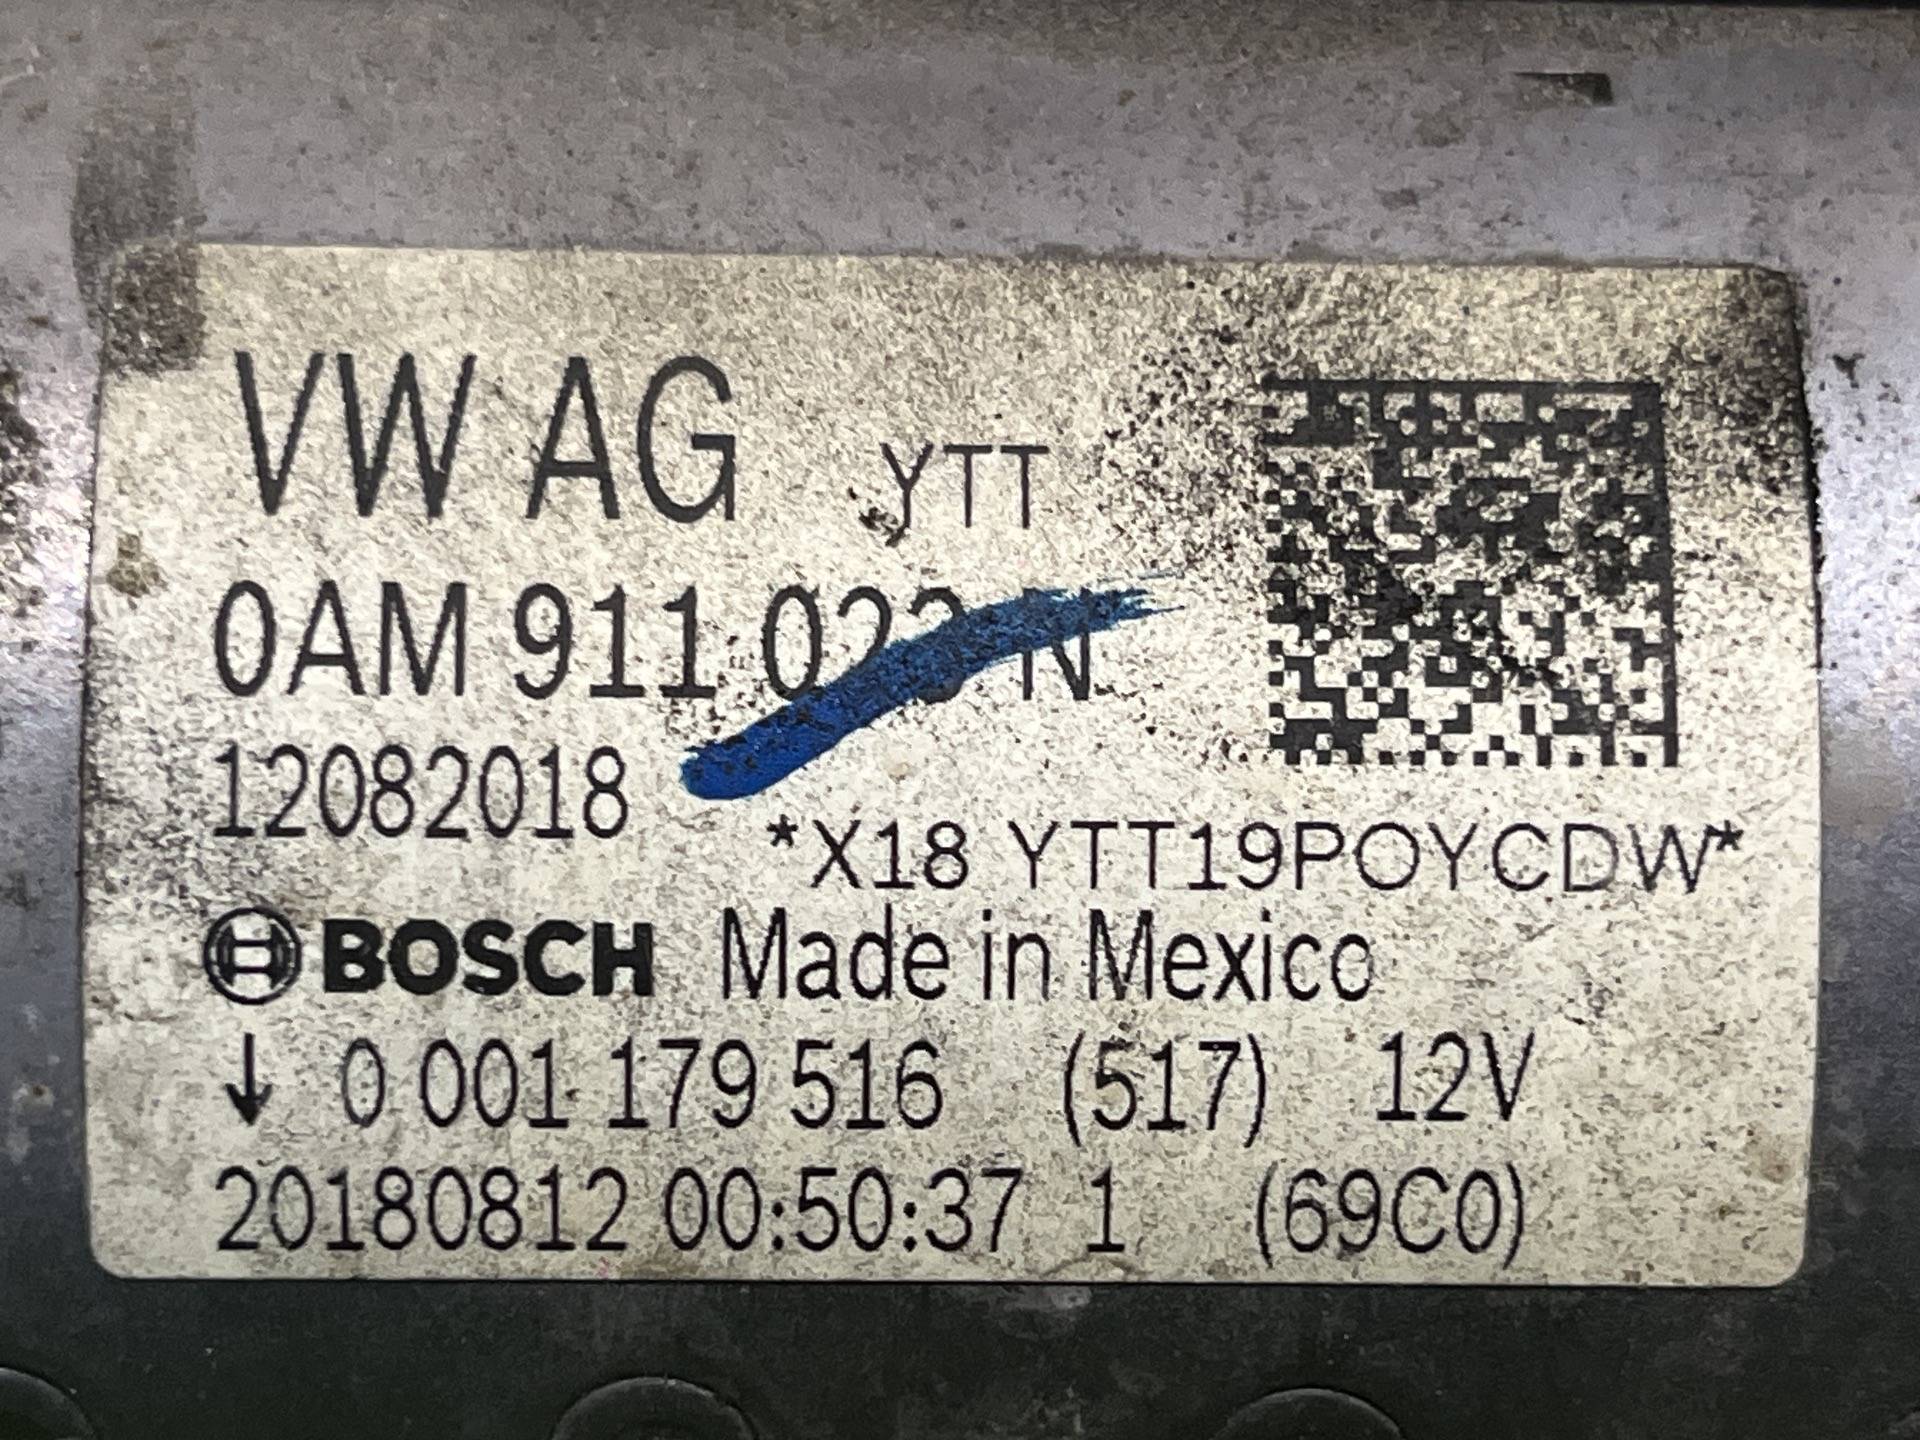 VW AG YTT
0AM 911 023 N
12082018
*X18 YTT19POYCDW*
BOSCH Made in Mexico
↓ 0 001 179 516 (517) 12V
20180812 00:50:37 1 (69C0)